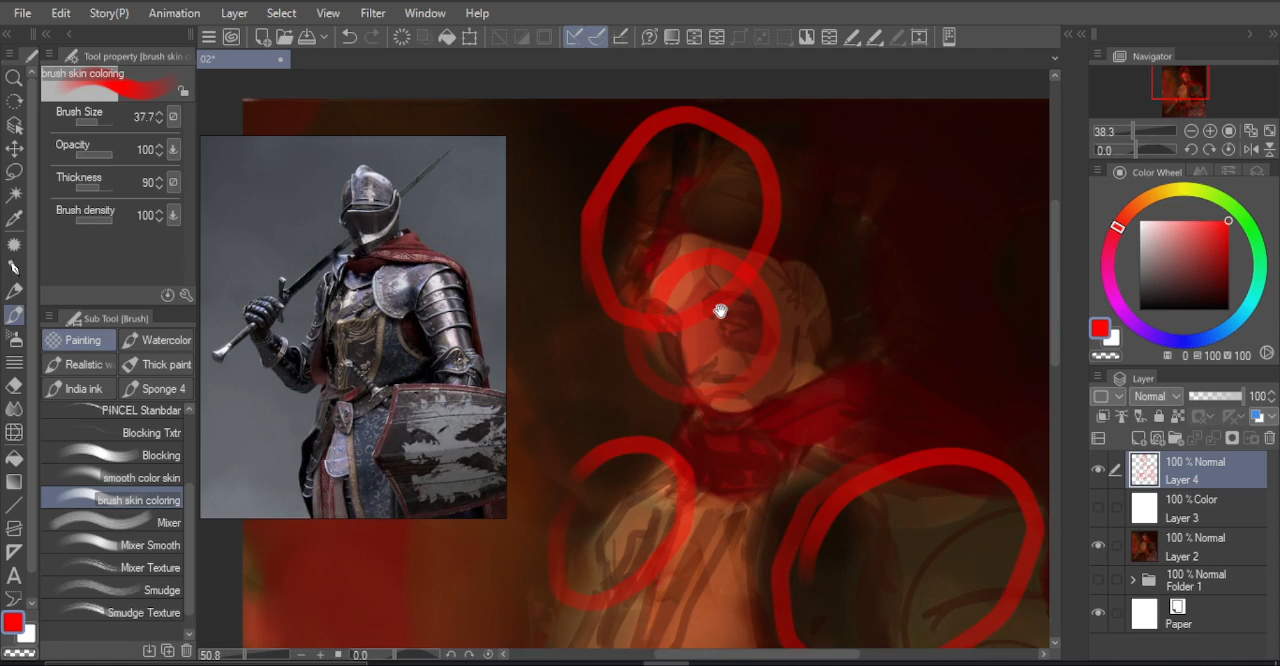 File Edit Story(P) Animation Layer Select View Filter Window Help
Tool property [brush skin c
brush skin coloring
Brush Size 37.7
Opacity 100
Thickness 90
Brush density 100
Sub Tool [Brush]
Painting Watercolor
Realistic w Thick paint
India ink Sponge 4
PINCEL Stanbdar
Blocking Txtr
Blocking
smooth color skin
brush skin coloring
Mixer
Mixer Smooth
Mixer Texture
Smudge
Smudge Texture
02*
50.8 0.0
Navigator
38.3
0.0
Color Wheel
H 0 S 100 V 100
Layer
Normal 100
100 % Normal
Layer 4
100 % Color
Layer 3
100 % Normal
Layer 2
100 % Normal
Folder 1
Paper